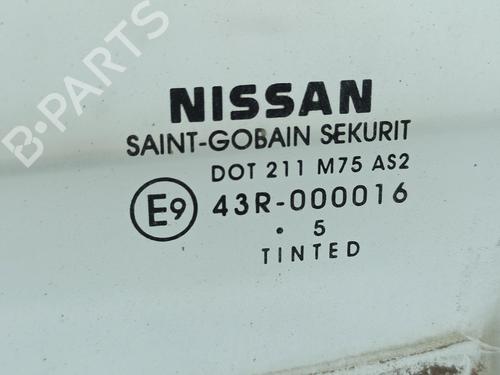 B-PARTS
NISSAN
SAINT-GOBAIN SEKURIT
DOT 211 M75 AS2
E9 43R-000016
. 5
TINTED